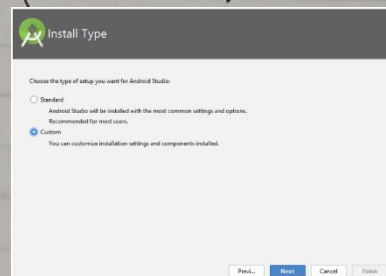 Install Type
Choose the type of setup you want for Android Studio:
Standard
Android Studio will be installed with the most common settings and options.
Recommended for most users.
Custom
You can customize installation settings and components installed.
Previ...
Next
Cancel
Finish